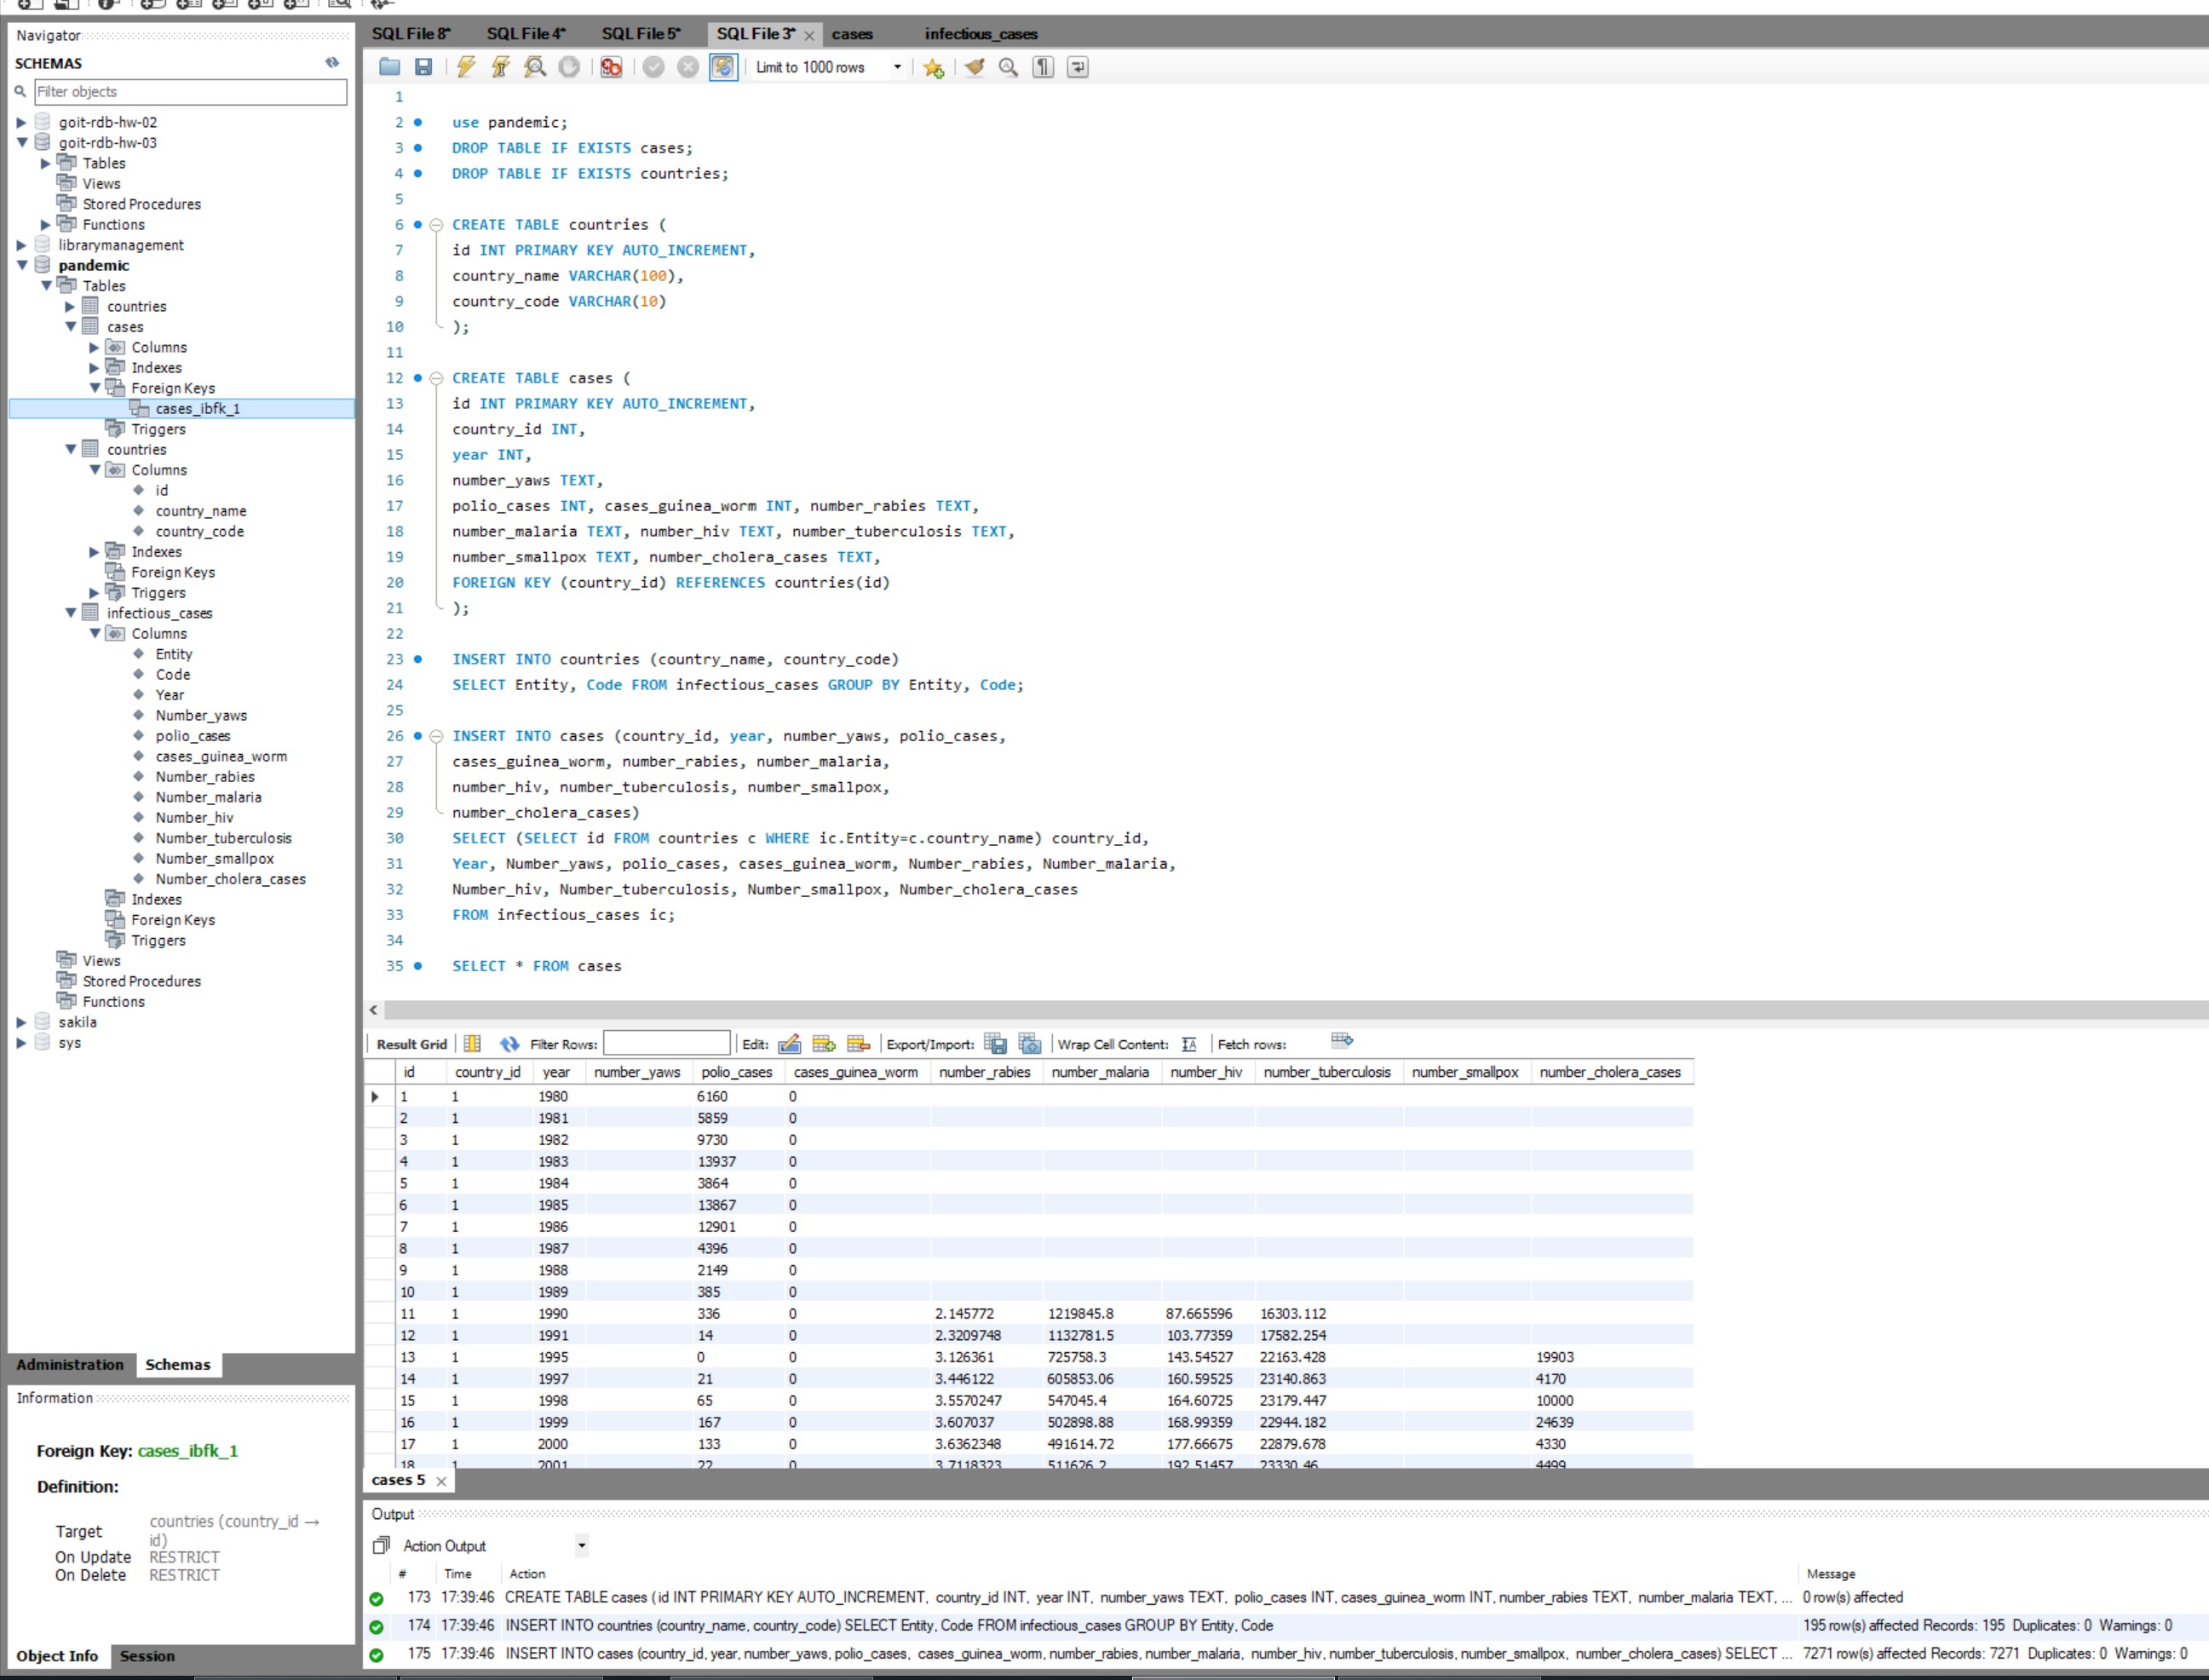 Navigator
SCHEMAS
Filter objects
goit-rdb-hw-02
goit-rdb-hw-03
Tables
Views
Stored Procedures
Functions
librarymanagement
pandemic
Tables
countries
cases
Columns
Indexes
Foreign Keys
cases_ibfk_1
Triggers
countries
Columns
id
country_name
country_code
Indexes
Foreign Keys
Triggers
infectious_cases
Columns
Entity
Code
Year
Number_yaws
polio_cases
cases_guinea_worm
Number_rabies
Number_malaria
Number_hiv
Number_tuberculosis
Number_smallpox
Number_cholera_cases
Indexes
Foreign Keys
Triggers
Views
Stored Procedures
Functions
sakila
sys
Administration Schemas
Information
Foreign Key: cases_ibfk_1
Definition:
Target countries (country_id → id)
On Update RESTRICT
On Delete RESTRICT
Object Info Session
SQL File 8* SQL File 4* SQL File 5* SQL File 3* cases infectious_cases
Limit to 1000 rows
1
2 use pandemic;
3 DROP TABLE IF EXISTS cases;
4 DROP TABLE IF EXISTS countries;
5
6 CREATE TABLE countries (
7 id INT PRIMARY KEY AUTO_INCREMENT,
8 country_name VARCHAR(100),
9 country_code VARCHAR(10)
10 );
11
12 CREATE TABLE cases (
13 id INT PRIMARY KEY AUTO_INCREMENT,
14 country_id INT,
15 year INT,
16 number_yaws TEXT,
17 polio_cases INT, cases_guinea_worm INT, number_rabies TEXT,
18 number_malaria TEXT, number_hiv TEXT, number_tuberculosis TEXT,
19 number_smallpox TEXT, number_cholera_cases TEXT,
20 FOREIGN KEY (country_id) REFERENCES countries(id)
21 );
22
23 INSERT INTO countries (country_name, country_code)
24 SELECT Entity, Code FROM infectious_cases GROUP BY Entity, Code;
25
26 INSERT INTO cases (country_id, year, number_yaws, polio_cases,
27 cases_guinea_worm, number_rabies, number_malaria,
28 number_hiv, number_tuberculosis, number_smallpox,
29 number_cholera_cases)
30 SELECT (SELECT id FROM countries c WHERE ic.Entity=c.country_name) country_id,
31 Year, Number_yaws, polio_cases, cases_guinea_worm, Number_rabies, Number_malaria,
32 Number_hiv, Number_tuberculosis, Number_smallpox, Number_cholera_cases
33 FROM infectious_cases ic;
34
35 SELECT * FROM cases
Result Grid Filter Rows: Edit: Export/Import: Wrap Cell Content: Fetch rows:
id country_id year number_yaws polio_cases cases_guinea_worm number_rabies number_malaria number_hiv number_tuberculosis number_smallpox number_cholera_cases
1 1 1980 6160 0
2 1 1981 5859 0
3 1 1982 9730 0
4 1 1983 13937 0
5 1 1984 3864 0
6 1 1985 13867 0
7 1 1986 12901 0
8 1 1987 4396 0
9 1 1988 2149 0
10 1 1989 385 0
11 1 1990 336 0 2.145772 1219845.8 87.665596 16303.112
12 1 1991 14 0 2.3209748 1132781.5 103.77359 17582.254
13 1 1995 0 0 3.126361 725758.3 143.54527 22163.428 19903
14 1 1997 21 0 3.446122 605853.06 160.59525 23140.863 4170
15 1 1998 65 0 3.5570247 547045.4 164.60725 23179.447 10000
16 1 1999 167 0 3.607037 502898.88 168.99359 22944.182 24639
17 1 2000 133 0 3.6362348 491614.72 177.66675 22879.678 4330
18 1 2001 22 0 3.7118323 511626.2 192.51457 23330.46 4499
cases 5
Output
Action Output
# Time Action Message
173 17:39:46 CREATE TABLE cases ( id INT PRIMARY KEY AUTO_INCREMENT, country_id INT, year INT, number_yaws TEXT, polio_cases INT, cases_guinea_worm INT, number_rabies TEXT, number_malaria TEXT, ... 0 row(s) affected
174 17:39:46 INSERT INTO countries (country_name, country_code) SELECT Entity, Code FROM infectious_cases GROUP BY Entity, Code 195 row(s) affected Records: 195 Duplicates: 0 Warnings: 0
175 17:39:46 INSERT INTO cases (country_id, year, number_yaws, polio_cases, cases_guinea_worm, number_rabies, number_malaria, number_hiv, number_tuberculosis, number_smallpox, number_cholera_cases) SELECT ... 7271 row(s) affected Records: 7271 Duplicates: 0 Warnings: 0